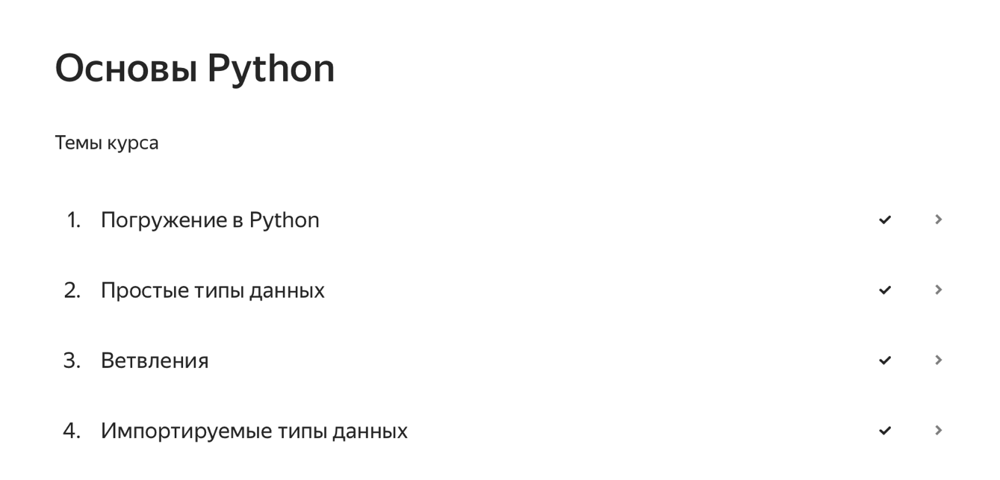 Основы Python
Темы курса
1. Погружение в Python
2. Простые типы данных
3. Ветвления
4. Импортируемые типы данных